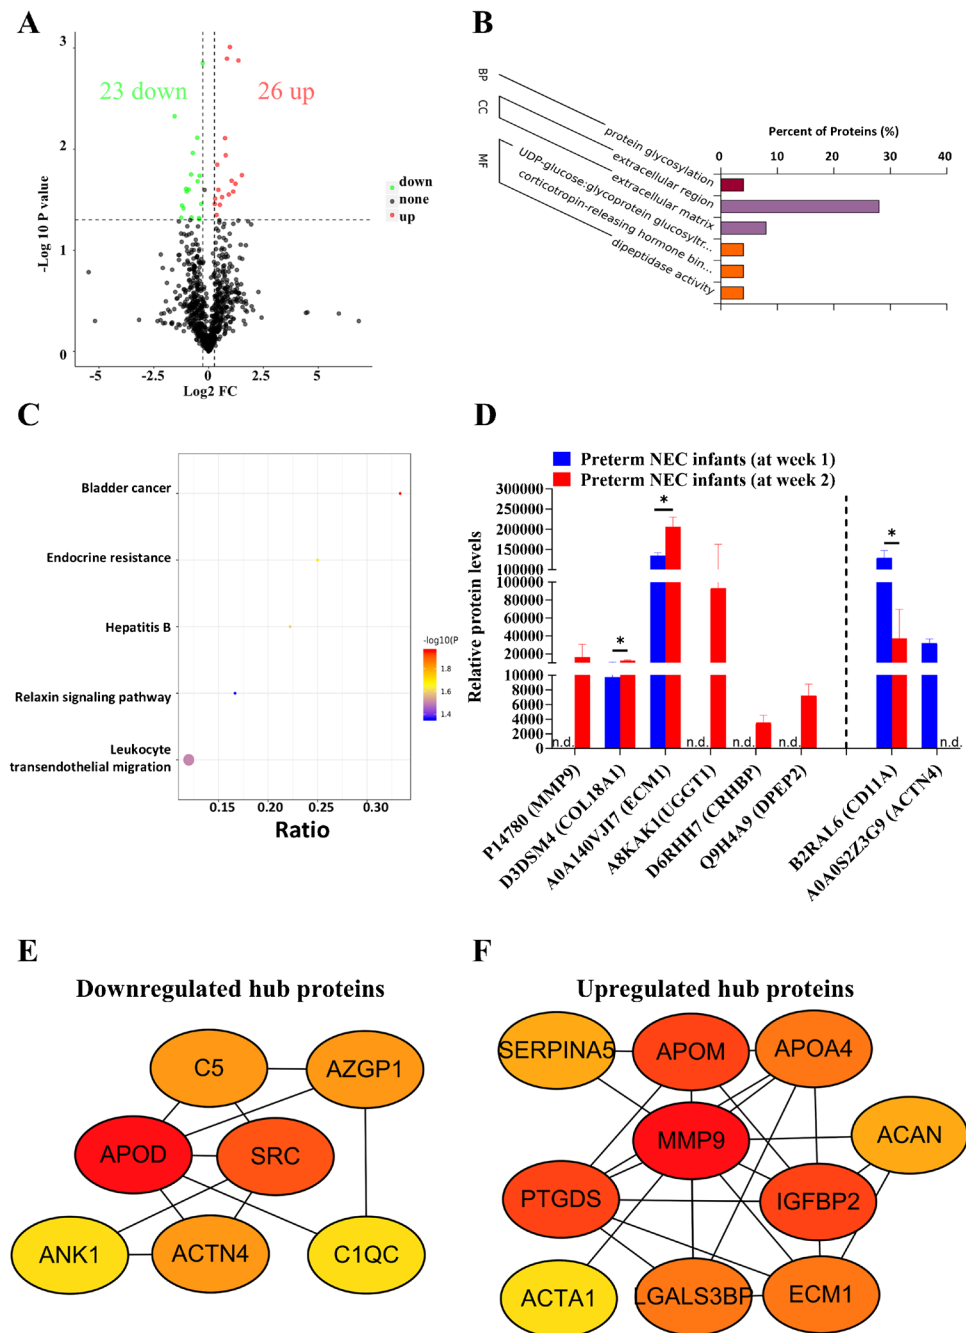 A
3
2
1
0
-Log 10 P value
23 down
26 up
down
none
up
-5
-2.5
0
2.5
5
Log2 FC
B
BP
CC
MF
Percent of Proteins (%)
0
10
20
30
40
protein glycosylation
extracellular region
extracellular matrix
UDP-glucose:glycoprotein glucosyltr...
corticotropin-releasing hormone bin...
dipeptidase activity
C
Bladder cancer
Endocrine resistance
Hepatitis B
Relaxin signaling pathway
Leukocyte
transendothelial migration
0.15
0.20
0.25
0.30
Ratio
-log10(P
1.8
1.6
1.4
D
Preterm NEC infants (at week 1)
Preterm NEC infants (at week 2)
Relative protein levels
300000
250000
200000
150000
100000
100000
80000
60000
40000
20000
10000
8000
6000
4000
2000
0
*
*
*
n.d.
n.d.
n.d.
n.d.
n.d.
P14780 (MMP9)
D3DSM4 (COL18A1)
A0A140VJI7 (ECM1)
A8KAK1(UGGT1)
D6RHH7 (CRHBP)
Q9H4A9 (DPEP2)
B2RAL6 (CD11A)
A0A0S2Z3G9 (ACTN4)
E
Downregulated hub proteins
C5
AZGP1
APOD
SRC
ANK1
ACTN4
C1QC
F
Upregulated hub proteins
SERPINA5
APOM
APOA4
MMP9
ACAN
PTGDS
IGFBP2
ACTA1
LGALS3BP
ECM1